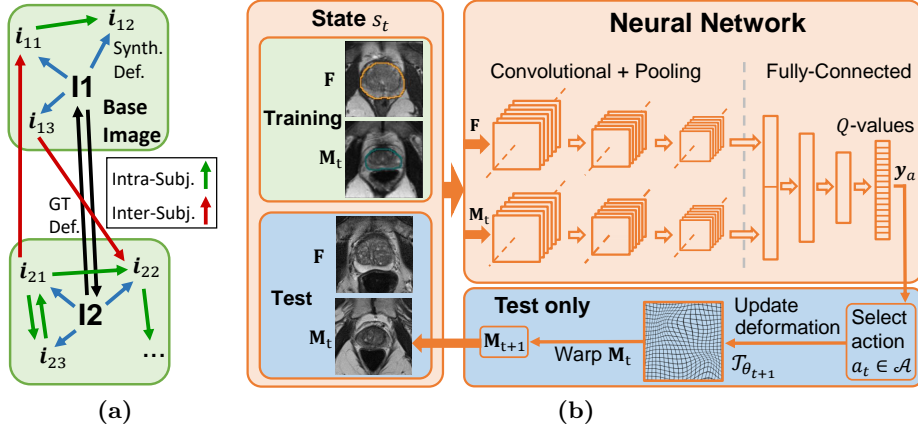 i₁₂
i₁₁
Synth.
Def.
I1
Base
Image
i₁₃
Intra-Subj.
Inter-Subj.
GT
Def.
i₂₁
i₂₂
I2
i₂₃
...
(a)
State sₜ
F
Training
Mₜ
F
Test
Mₜ
Neural Network
Convolutional + Pooling
Fully-Connected
F
Q-values
yₐ
Mₜ
Test only
Update
deformation
𝒯_{θ_{t+1}}
Select
action
aₜ ∈ 𝒜
Mₜ₊₁
Warp Mₜ
(b)